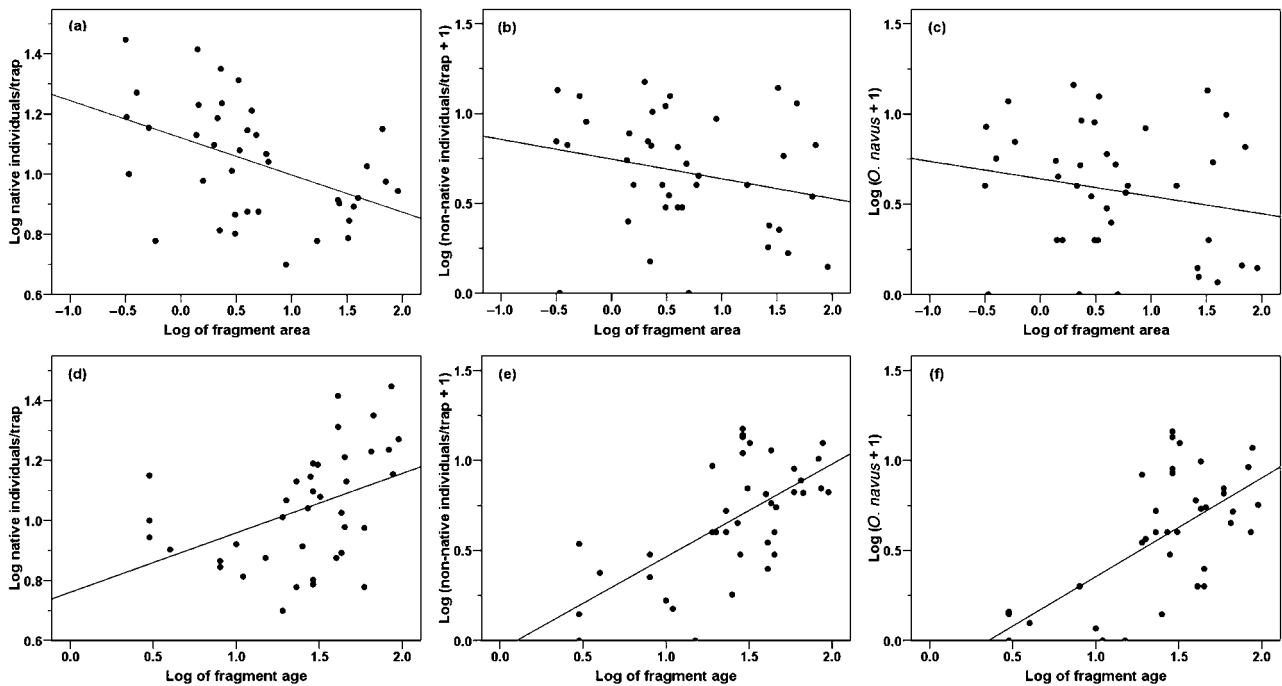 (a)
Log native individuals/trap
1.4
1.2
1.0
0.8
0.6
−1.0 −0.5 0.0 0.5 1.0 1.5 2.0
Log of fragment area
(b)
Log (non-native individuals/trap + 1)
1.5
1.0
0.5
0.0
−1.0 −0.5 0.0 0.5 1.0 1.5 2.0
Log of fragment area
(c)
Log (O. navus + 1)
1.5
1.0
0.5
0.0
−1.0 −0.5 0.0 0.5 1.0 1.5 2.0
Log of fragment area
(d)
Log native individuals/trap
1.4
1.2
1.0
0.8
0.6
0.0 0.5 1.0 1.5 2.0
Log of fragment age
(e)
Log (non-native individuals/trap + 1)
1.5
1.0
0.5
0.0
0.0 0.5 1.0 1.5 2.0
Log of fragment age
(f)
Log (O. navus + 1)
1.5
1.0
0.5
0.0
0.0 0.5 1.0 1.5 2.0
Log of fragment age